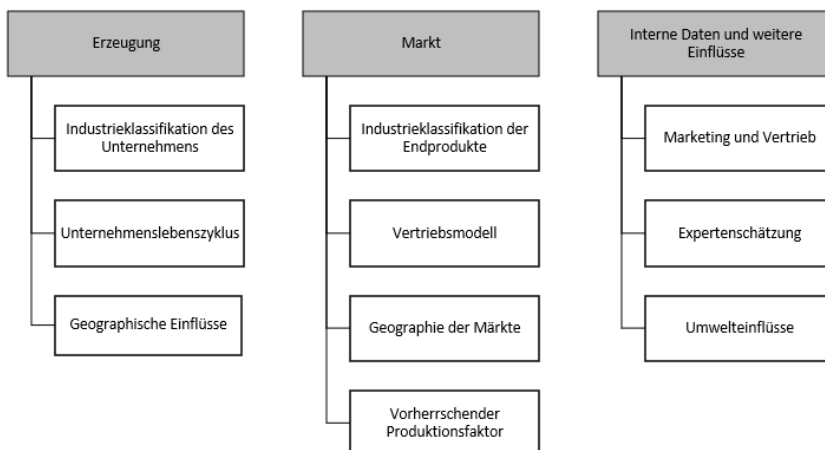 Erzeugung
Industrieklassifikation des
Unternehmens
Unternehmenslebenszyklus
Geographische Einflüsse
Markt
Industrieklassifikation der
Endprodukte
Vertriebsmodell
Geographie der Märkte
Vorherrschender
Produktionsfaktor
Interne Daten und weitere
Einflüsse
Marketing und Vertrieb
Expertenschätzung
Umwelteinflüsse